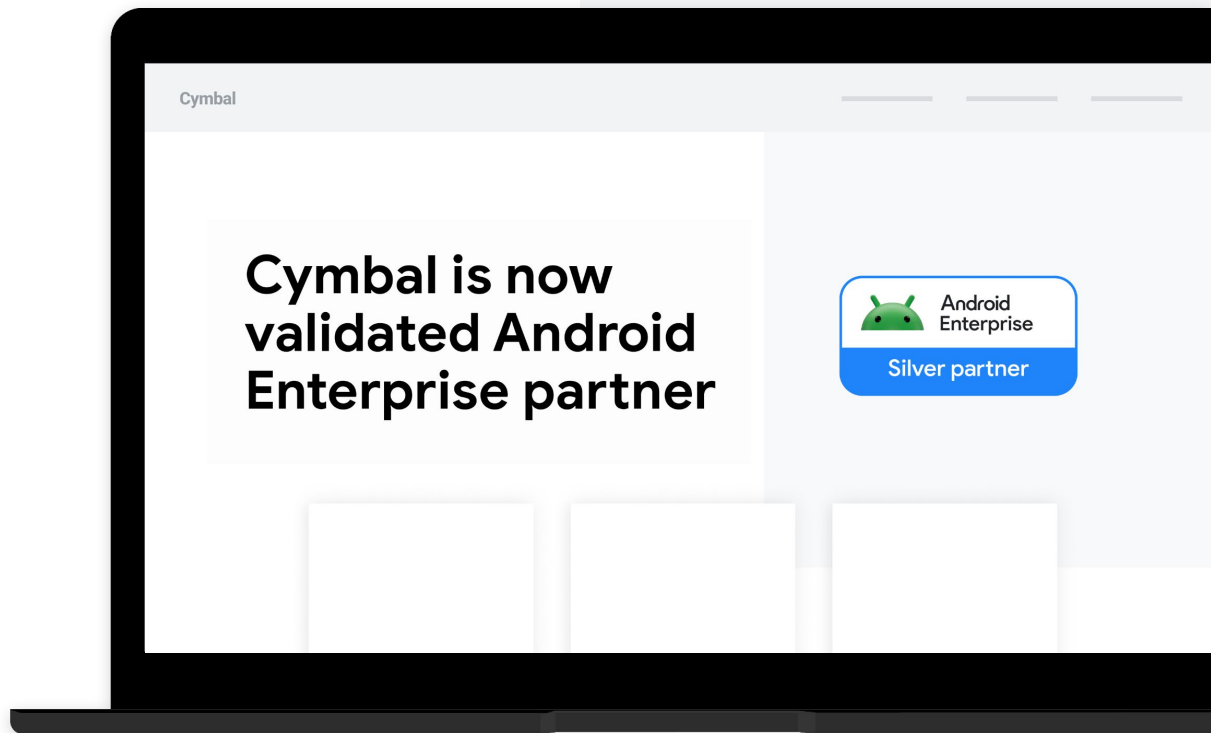 Cymbal
Cymbal is now
validated Android
Enterprise partner
Android
Enterprise
Silver partner